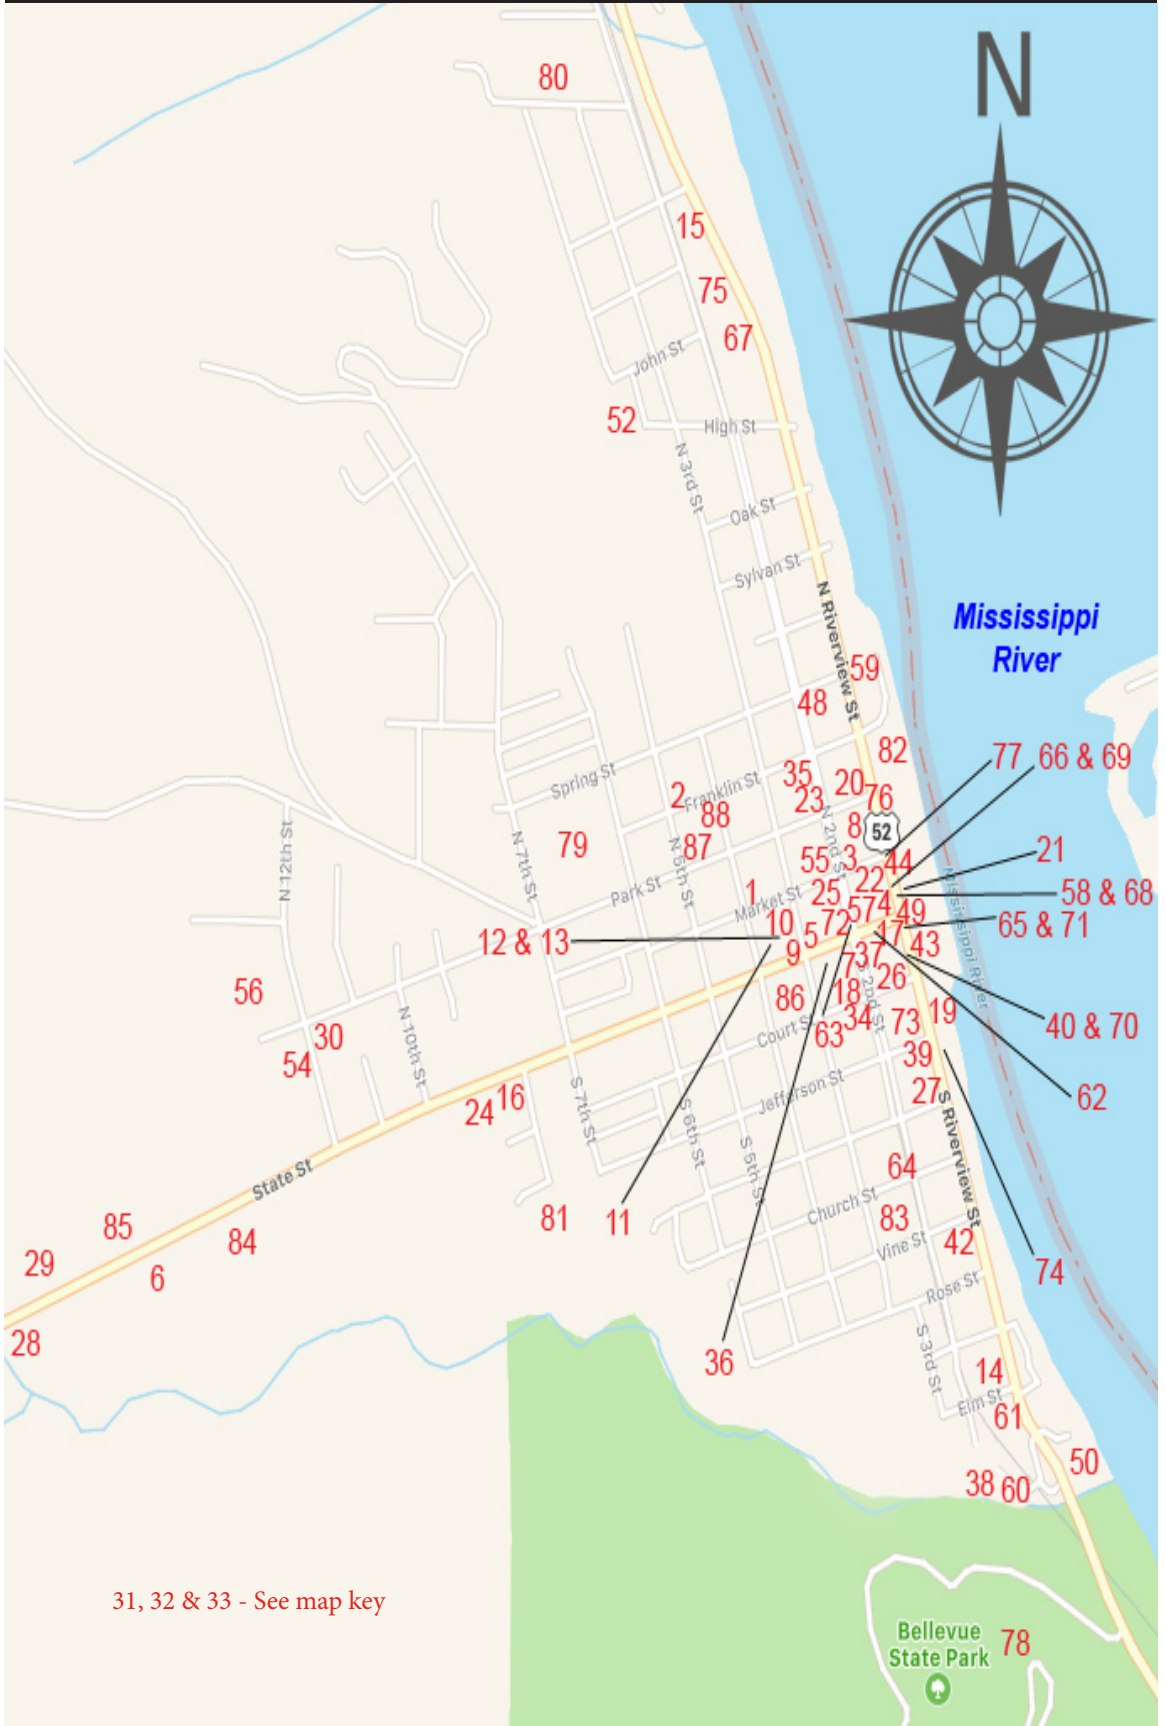 N
80
15
75
67
John St
52
High St
N 3rd St
Oak St
Sylvan St
N Riverview St
Mississippi
River
59
48
82
77
66 & 69
Spring St
35
20
2
Franklin St
23
76
88
N 2nd St
8
52
79
87
55
3
44
21
N 12th St
N 7th St
Park St
N 5th St
1
Market St
25
22
58 & 68
Mississippi River
10
72
57
4
49
65 & 71
12 & 13
5
17
9
43
7
37
56
86
18
26
S 2nd St
19
40 & 70
30
N 10th St
Court St
63
34
73
54
39
62
24
16
S 7th St
Jefferson St
27
S 6th St
S 5th St
S Riverview St
State St
64
85
81
11
Church St
83
84
Vine St
42
29
6
74
Rose St
28
36
S 3rd St
14
Elm St
61
50
38
60
31, 32 & 33 - See map key
Bellevue
State Park
78